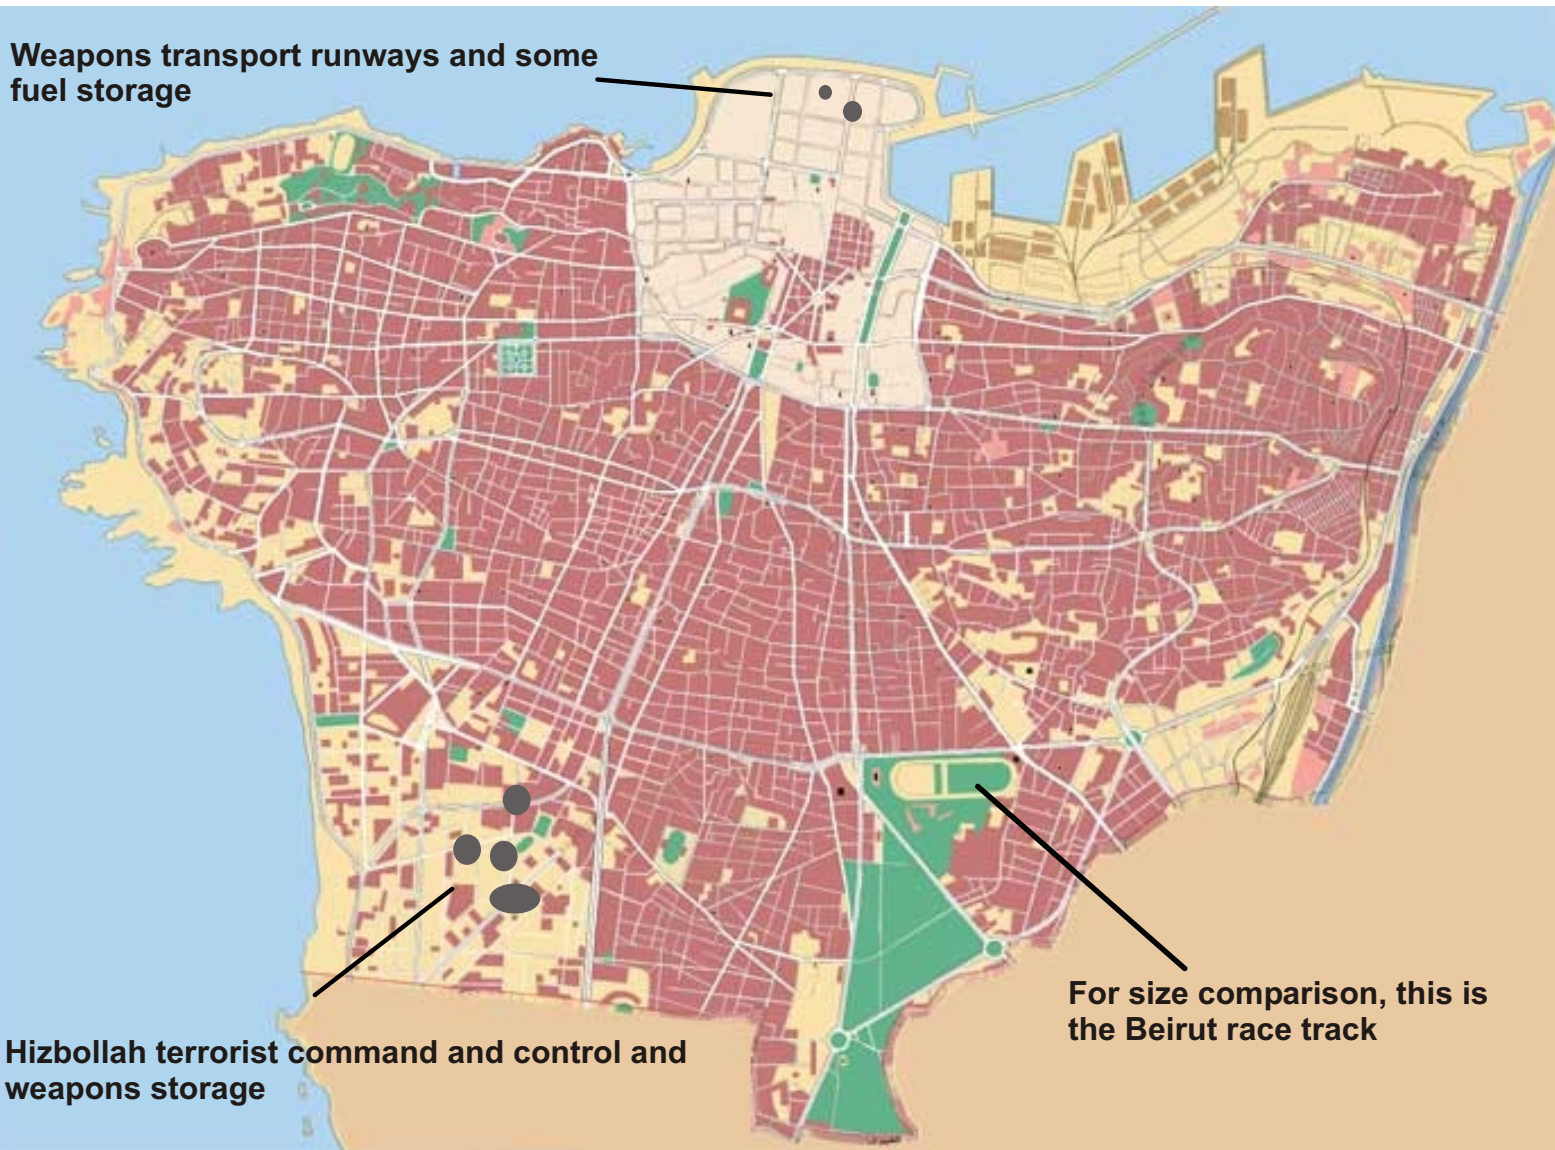 Weapons transport runways and some
fuel storage
For size comparison, this is
the Beirut race track
Hizbollah terrorist command and control and
weapons storage